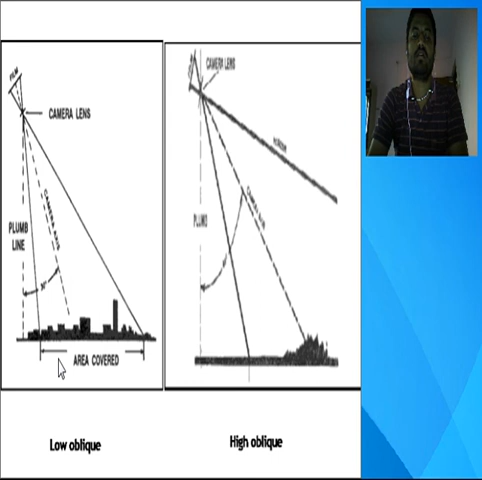 FILM
CAMERA LENS
PLUMB
LINE
CAMERA AXIS
30°
AREA COVERED
Low oblique
CAMERA LENS
HORIZON
CAMERA AXIS
PLUMB
High oblique